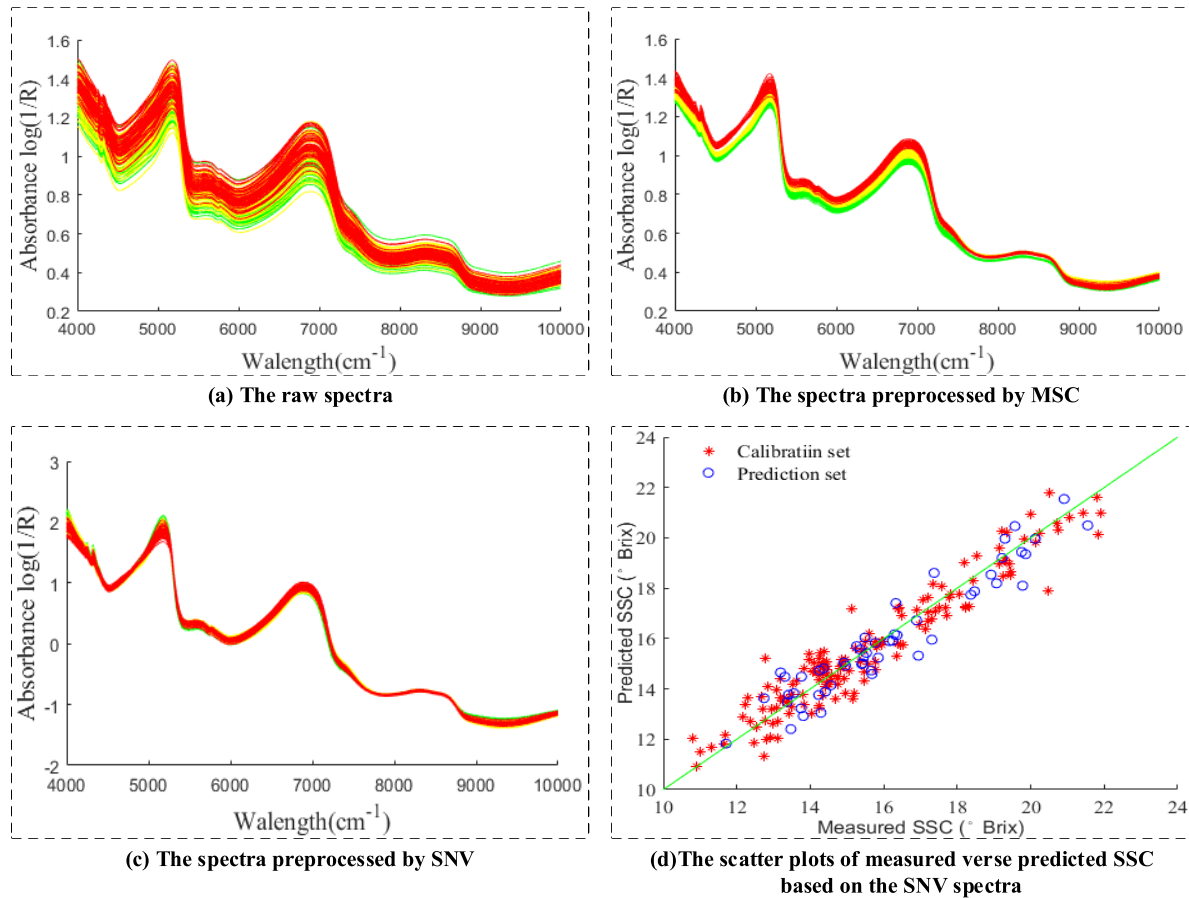 1.6
1.4
1.2
1
0.8
0.6
0.4
0.2
Absorbance log(1/R)
4000 5000 6000 7000 8000 9000 10000
Walength(cm⁻¹)
(a) The raw spectra
1.6
1.4
1.2
1
0.8
0.6
0.4
0.2
Absorbance log(1/R)
4000 5000 6000 7000 8000 9000 10000
Walength(cm⁻¹)
(b) The spectra preprocessed by MSC
3
2
1
0
-1
-2
Absorbance log(1/R)
4000 5000 6000 7000 8000 9000 10000
Walength(cm⁻¹)
(c) The spectra preprocessed by SNV
24
22
20
18
16
14
12
10
Predicted SSC (° Brix)
Calibratiin set
Prediction set
10 12 14 16 18 20 22 24
Measured SSC (° Brix)
(d)The scatter plots of measured verse predicted SSC
based on the SNV spectra